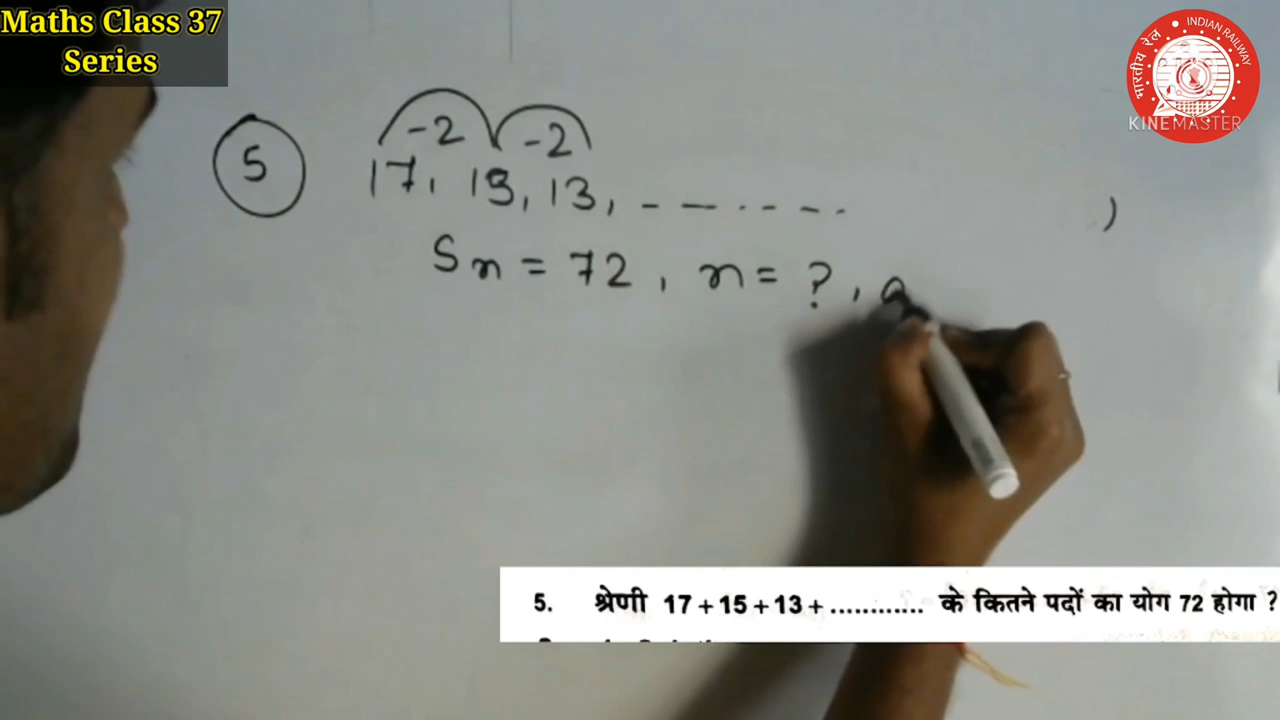 Maths Class 37
Series
भारतीय रेल INDIAN RAILWAY
KINEMASTER
5
-2 -2
17, 15, 13, - - - - - -
)
Sn = 72, n = ?, a
5. श्रेणी 17+15+13+............ के कितने पदों का योग 72 होगा ?